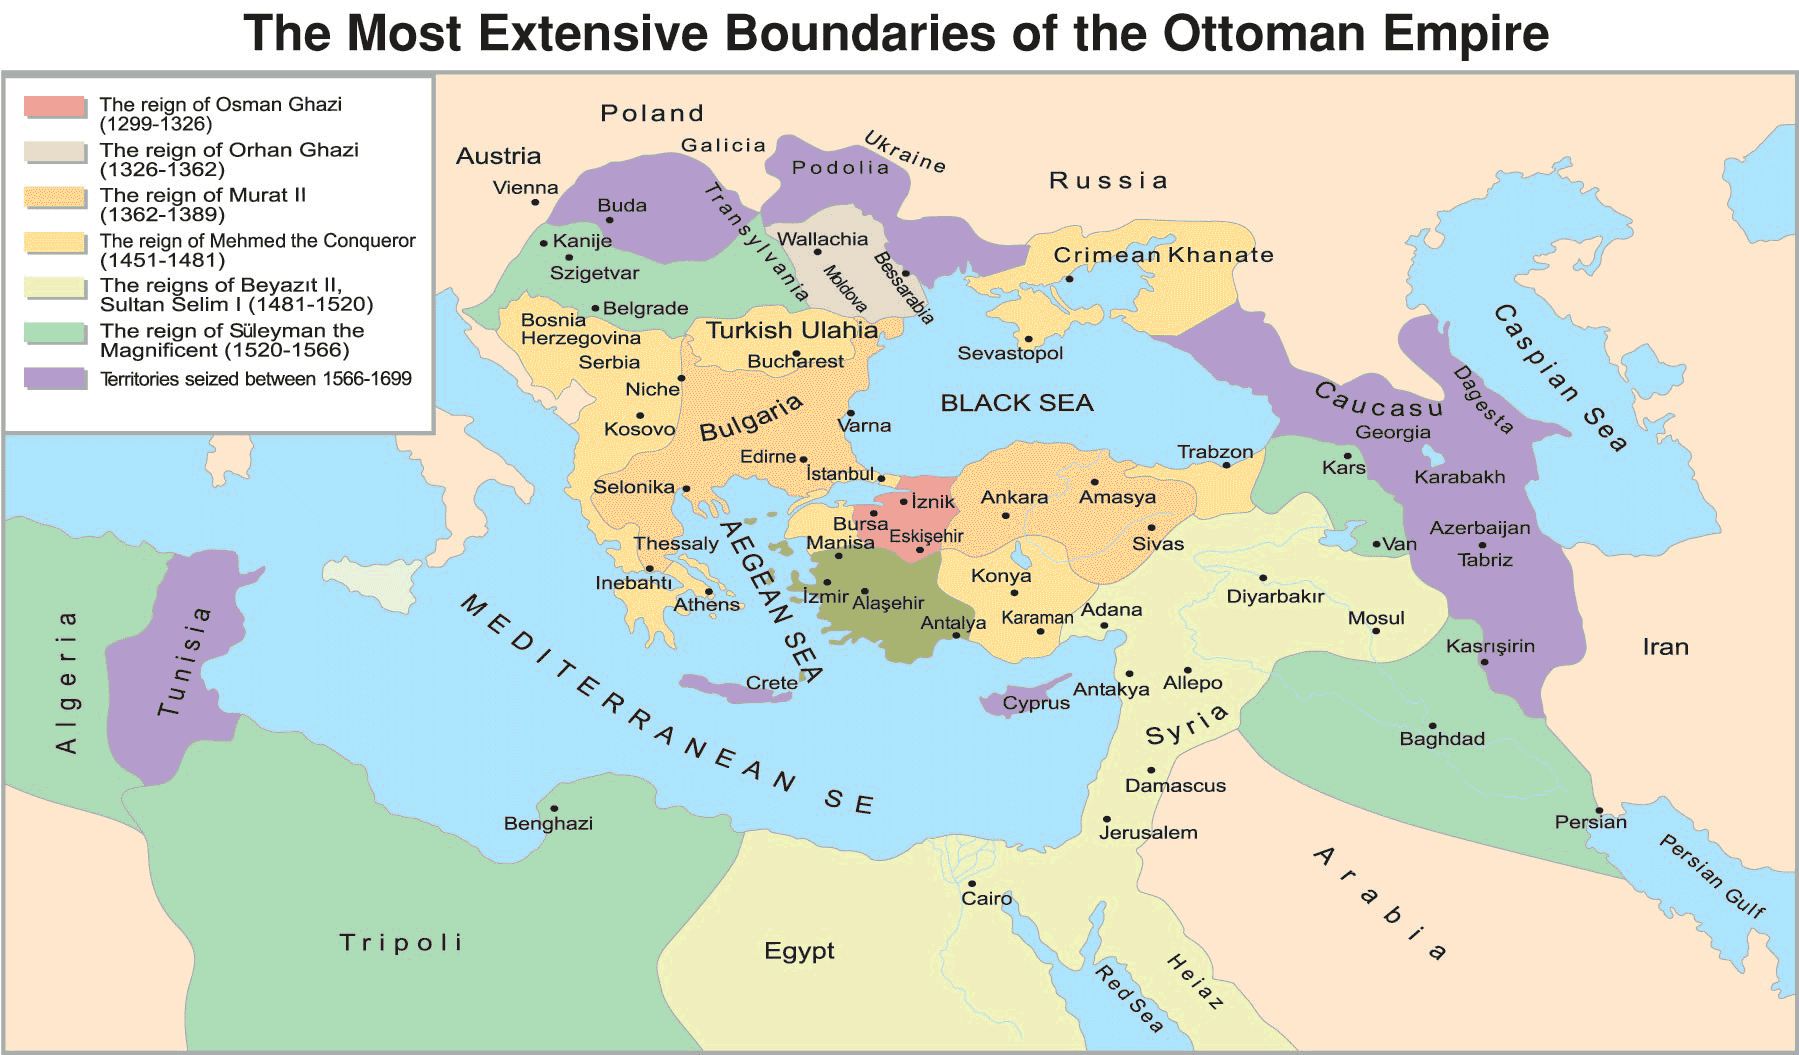 The Most Extensive Boundaries of the Ottoman Empire
The reign of Osman Ghazi
(1299-1326)
The reign of Orhan Ghazi
(1326-1362)
The reign of Murat II
(1362-1389)
The reign of Mehmed the Conqueror
(1451-1481)
The reigns of Beyazıt II,
Sultan Selim I (1481-1520)
The reign of Süleyman the
Magnificent (1520-1566)
Territories seized between 1566-1699
Poland
Galicia
Ukraine
Austria
Podolia
Russia
Vienna
Buda
Transylvania
Kanije
Wallachia
Crimean Khanate
Szigetvar
Moldova
Bessarabia
Belgrade
Bosnia
Herzegovina
Turkish Ulahia
Sevastopol
Serbia
Bucharest
Niche
Caspian Sea
Dagesta
Kosovo
Bulgaria
Varna
BLACK SEA
Caucasu
Georgia
Edirne
İstanbul
Trabzon
Kars
Karabakh
Selonika
İznik
Ankara
Amasya
Bursa
Eskişehir
Sivas
Azerbaijan
Tabriz
Van
Thessaly
AEGEAN SEA
Manisa
Inebahtı
Athens
İzmir
Alaşehir
Konya
Karaman
Adana
Diyarbakır
Mosul
Antalya
Kasrışirin
Iran
Algeria
Tunisia
MEDITERRANEAN SE
Crete
Cyprus
Antakya
Allepo
Syria
Baghdad
Damascus
Benghazi
Jerusalem
Persian
Persian Gulf
Arabia
Cairo
Tripoli
Egypt
Red Sea
Heiaz